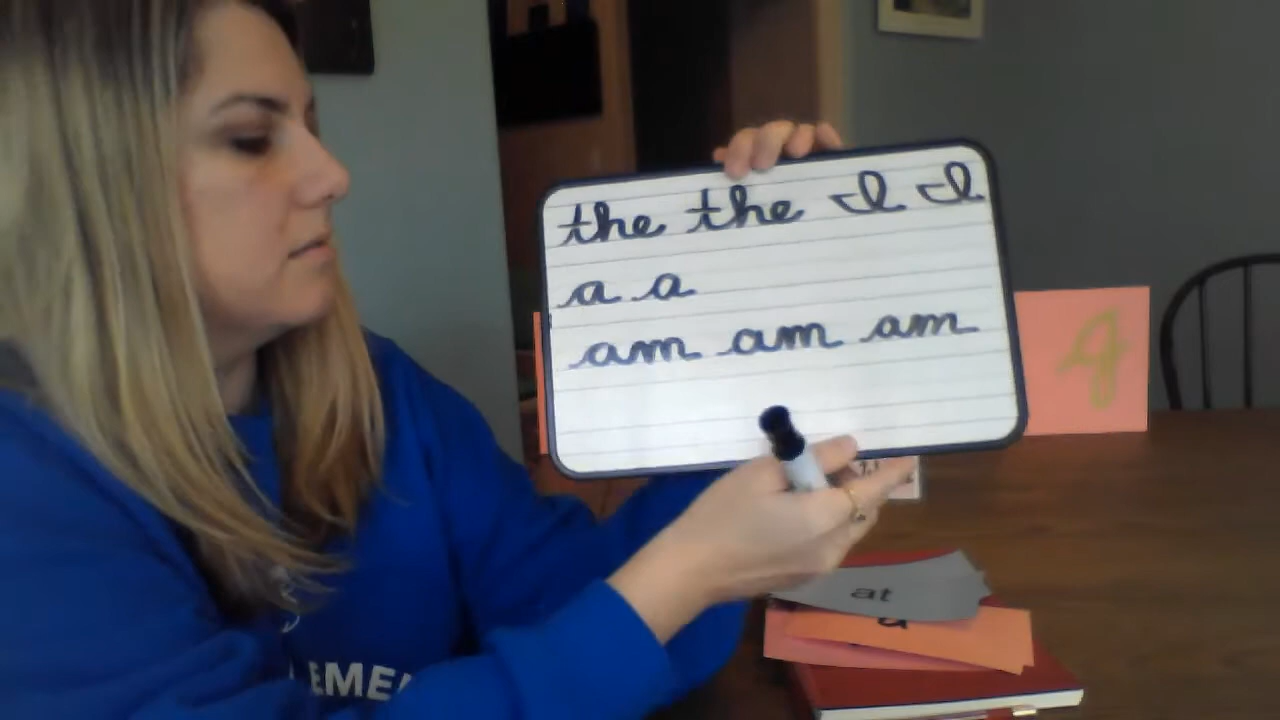 the the I I
a a
am am am
at
a